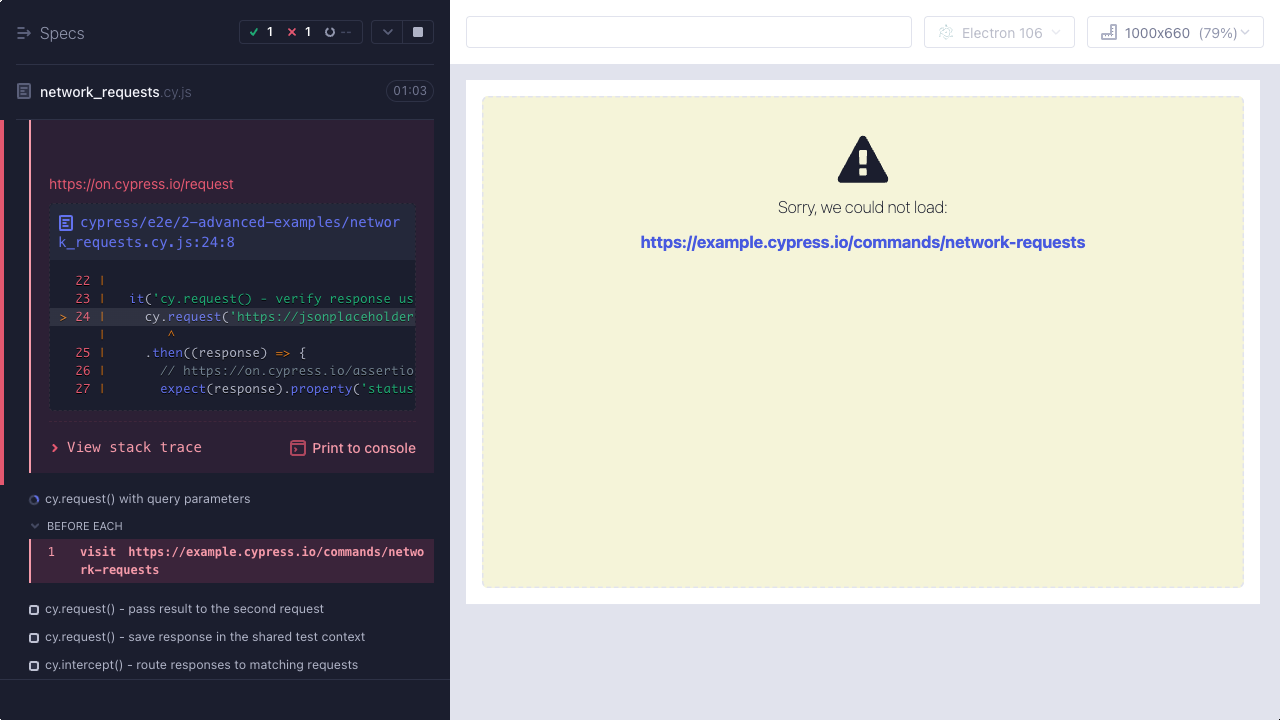 Specs
1 1 --
network_requests.cy.js
01:03
https://on.cypress.io/request
cypress/e2e/2-advanced-examples/networ
k_requests.cy.js:24:8
22 |
23 | it('cy.request() - verify response us
> 24 | cy.request('https://jsonplaceholder
| ^
25 | .then((response) => {
26 | // https://on.cypress.io/assertio
27 | expect(response).property('status
View stack trace
Print to console
cy.request() with query parameters
BEFORE EACH
1 visit https://example.cypress.io/commands/netwo
rk-requests
cy.request() - pass result to the second request
cy.request() - save response in the shared test context
cy.intercept() - route responses to matching requests
Electron 106
1000x660 (79%)
Sorry, we could not load:
https://example.cypress.io/commands/network-requests